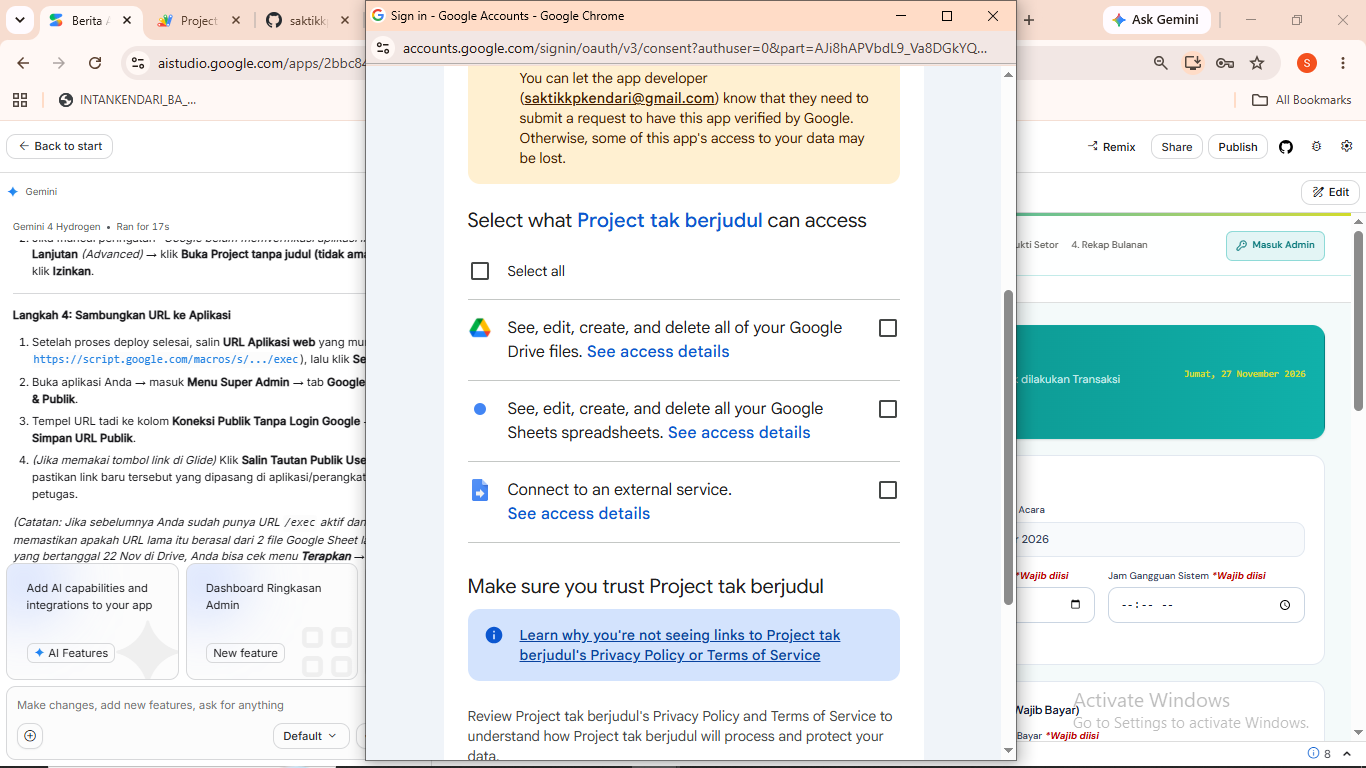 Berita A
Project
saktikk
Sign in - Google Accounts - Google Chrome
Ask Gemini
accounts.google.com/signin/oauth/v3/consent?authuser=0&part=AJi8hAPVbdL9_Va8DGkYQ...
aistudio.google.com/apps/2bbc84
S
INTANKENDARI_BA_...
All Bookmarks
Back to start
Remix
Share
Publish
Gemini
Edit
Gemini 4 Hydrogen • Ran for 17s
Lanjutan (Advanced) → klik Buka Project tanpa judul (tidak ama
klik Izinkan.
Langkah 4: Sambungkan URL ke Aplikasi
1. Setelah proses deploy selesai, salin URL Aplikasi web yang mu
https://script.google.com/macros/s/.../exec), lalu klik Se
2. Buka aplikasi Anda → masuk Menu Super Admin → tab Google
& Publik.
3. Tempel URL tadi ke kolom Koneksi Publik Tanpa Login Google
Simpan URL Publik.
4. (Jika memakai tombol link di Glide) Klik Salin Tautan Publik Use
pastikan link baru tersebut yang dipasang di aplikasi/perangkat
petugas.
(Catatan: Jika sebelumnya Anda sudah punya URL /exec aktif dan
memastikan apakah URL lama itu berasal dari 2 file Google Sheet la
yang bertanggal 22 Nov di Drive, Anda bisa cek menu Terapkan →
Add AI capabilities and
integrations to your app
AI Features
Dashboard Ringkasan
Admin
New feature
Make changes, add new features, ask for anything
Default
You can let the app developer
(saktikkpkendari@gmail.com) know that they need to
submit a request to have this app verified by Google.
Otherwise, some of this app's access to your data may
be lost.
Select what Project tak berjudul can access
Select all
See, edit, create, and delete all of your Google
Drive files. See access details
See, edit, create, and delete all your Google
Sheets spreadsheets. See access details
Connect to an external service.
See access details
Make sure you trust Project tak berjudul
Learn why you're not seeing links to Project tak
berjudul's Privacy Policy or Terms of Service
Review Project tak berjudul's Privacy Policy and Terms of Service to
understand how Project tak berjudul will process and protect your
data.
ukti Setor 4. Rekap Bulanan
Masuk Admin
dilakukan Transaksi
Jumat, 27 November 2026
Acara
2026
*Wajib diisi
Jam Gangguan Sistem *Wajib diisi
--:-- --
Wajib Bayar)
Bayar *Wajib diisi
Activate Windows
Go to Settings to activate Windows.
8